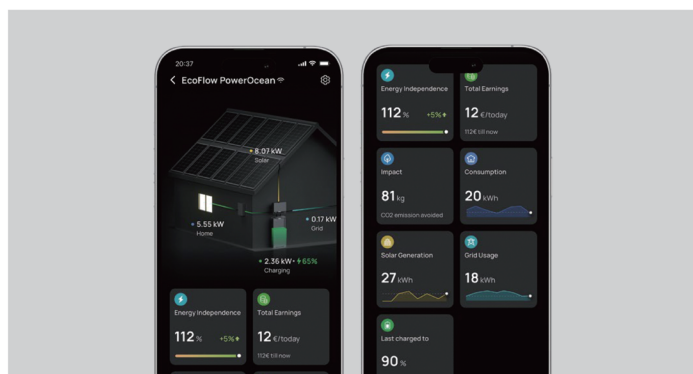 20:37
EcoFlow PowerOcean
8.07 kW
Solar
5.55 kW
Home
0.17 kW
Grid
2.36 kW • 65%
Charging
Energy Independence
112 % +5%
Total Earnings
12 €/today
112€ till now
Energy Independence
112 % +5%
Total Earnings
12 €/today
112€ till now
Impact
81 kg
CO2 emission avoided
Consumption
20 kWh
Solar Generation
27 kWh
Grid Usage
18 kWh
Last charged to
90 %